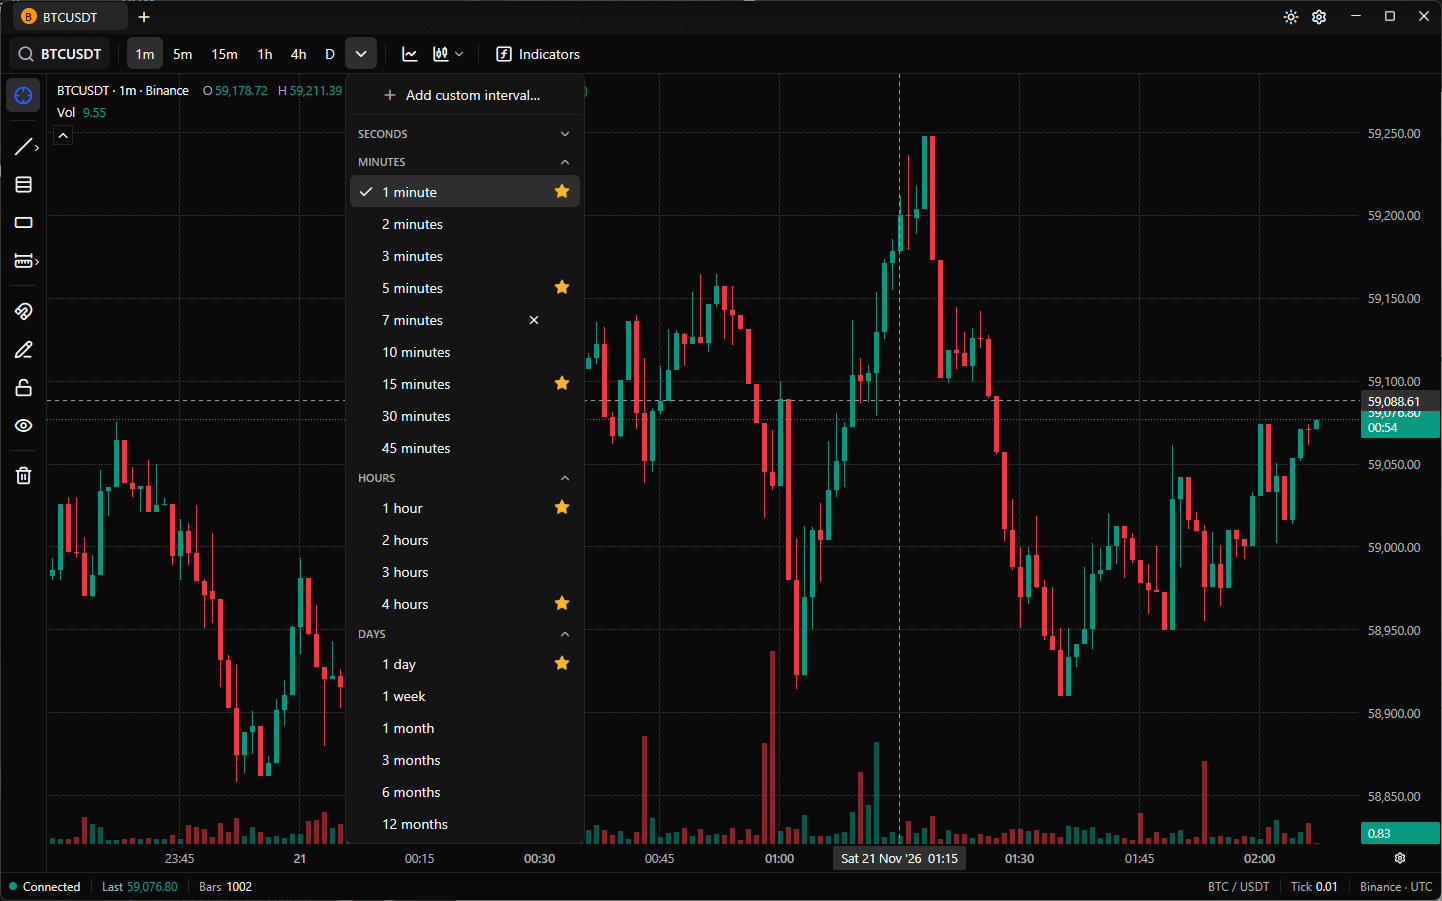 BTCUSDT
BTCUSDT 1m 5m 15m 1h 4h D Indicators
BTCUSDT · 1m · Binance O 59,178.72 H 59,211.39
Vol 9.55
Add custom interval...
SECONDS
MINUTES
1 minute
2 minutes
3 minutes
5 minutes
7 minutes
10 minutes
15 minutes
30 minutes
45 minutes
HOURS
1 hour
2 hours
3 hours
4 hours
DAYS
1 day
1 week
1 month
3 months
6 months
12 months
59,250.00
59,200.00
59,150.00
59,100.00
59,088.61
59,076.80
00:54
59,050.00
59,000.00
58,950.00
58,900.00
58,850.00
0.83
23:45 21 00:15 00:30 00:45 01:00 Sat 21 Nov '26 01:15 01:30 01:45 02:00
Connected Last 59,076.80 Bars 1002 BTC / USDT Tick 0.01 Binance · UTC